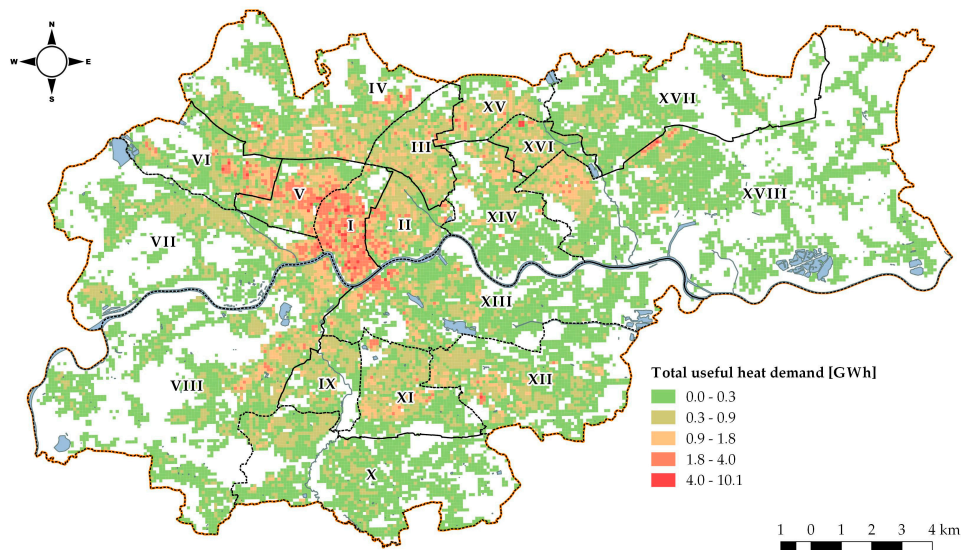 N
W E
S
IV
XV
XVII
III
XVI
VI
V
XVIII
I
II
XIV
VII
XIII
VIII
IX
XI
XII
X
Total useful heat demand [GWh]
0.0 - 0.3
0.3 - 0.9
0.9 - 1.8
1.8 - 4.0
4.0 - 10.1
1 0 1 2 3 4 km